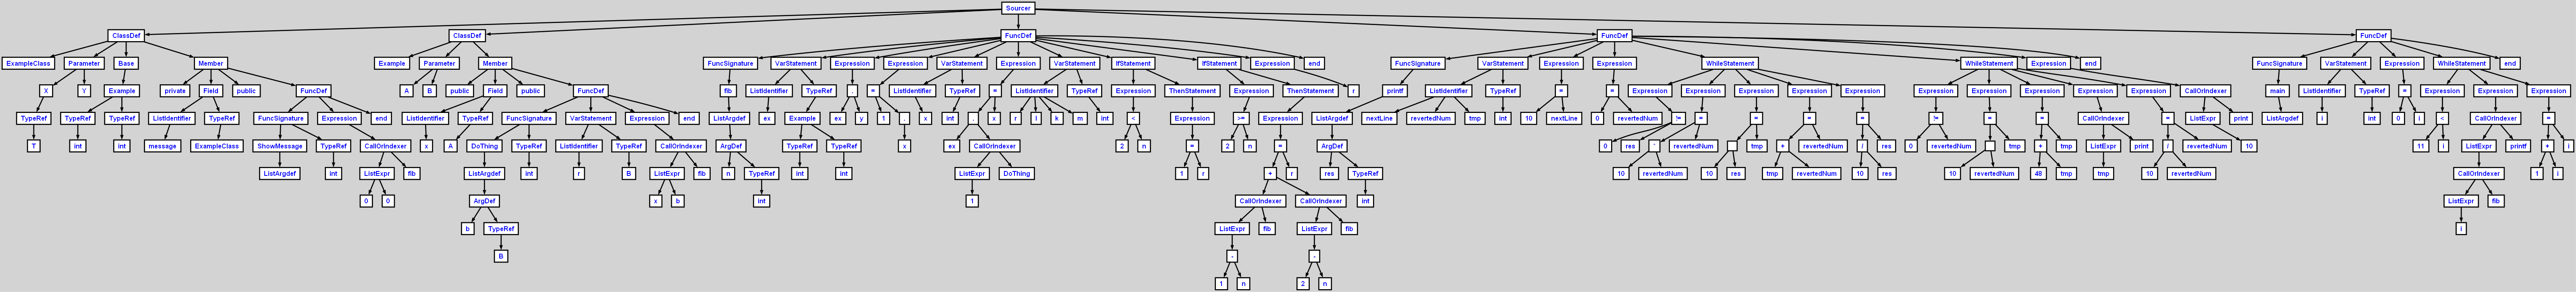 Sourcer
ClassDef ClassDef FuncDef FuncDef FuncDef
ExampleClass Parameter Base Member Example Parameter Member FuncSignature VarStatement Expression Expression VarStatement Expression VarStatement IfStatement IfStatement Expression end FuncSignature VarStatement Expression Expression WhileStatement WhileStatement Expression end FuncSignature VarStatement Expression WhileStatement end
X Y Example private Field public FuncDef A B public Field public FuncDef fib ListIdentifier TypeRef . = ListIdentifier TypeRef = ListIdentifier TypeRef Expression ThenStatement Expression ThenStatement r printf ListIdentifier TypeRef = = Expression Expression Expression Expression Expression Expression Expression Expression Expression Expression CallOrIndexer main ListIdentifier TypeRef = Expression Expression Expression
TypeRef TypeRef TypeRef ListIdentifier TypeRef FuncSignature Expression end ListIdentifier TypeRef FuncSignature VarStatement Expression end ListArgdef ex Example ex y 1 . x int . x r l k m int < Expression >= Expression ListArgdef nextLine revertedNum tmp int 10 nextLine 0 revertedNum != = = = = != = = CallOrIndexer = ListExpr print ListArgdef i int 0 i < CallOrIndexer =
T int int message ExampleClass ShowMessage TypeRef CallOrIndexer x A DoThing TypeRef ListIdentifier TypeRef CallOrIndexer ArgDef TypeRef TypeRef x ex CallOrIndexer 2 n = 2 n = ArgDef 0 res * revertedNum tmp + revertedNum / res 0 revertedNum tmp + tmp ListExpr print / revertedNum 10 11 i ListExpr printf + i
ListArgdef int ListExpr fib ListArgdef int r B ListExpr fib n TypeRef int int ListExpr DoThing 1 r + r res TypeRef 10 revertedNum 10 res tmp revertedNum 10 res 10 revertedNum 48 tmp tmp 10 revertedNum CallOrIndexer 1 i
0 0 ArgDef x b int 1 CallOrIndexer CallOrIndexer int ListExpr fib
b TypeRef ListExpr fib ListExpr fib i
B - -
1 n 2 n